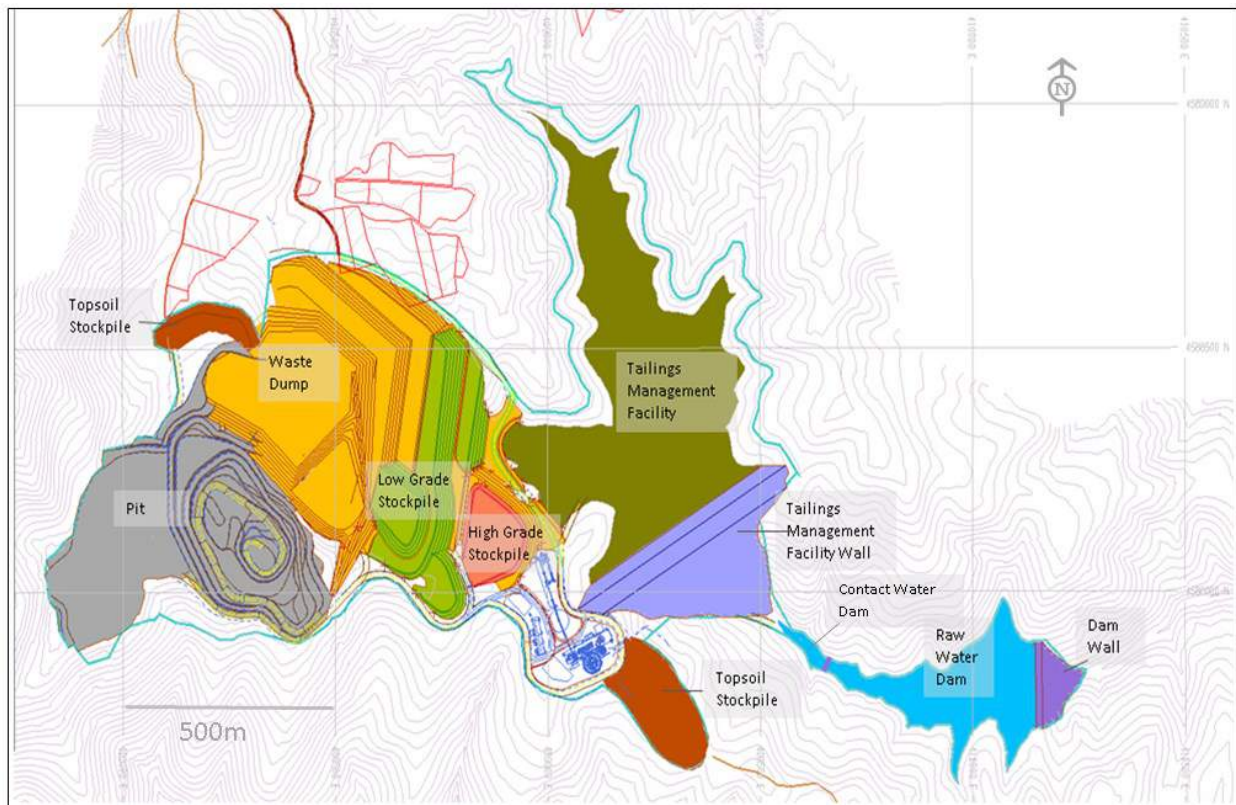 N
Topsoil
Stockpile
Waste
Dump
Tailings
Management
Facility
Pit
Low Grade
Stockpile
High Grade
Stockpile
Tailings
Management
Facility Wall
Contact Water
Dam
Raw
Water
Dam
Dam
Wall
Topsoil
Stockpile
500m